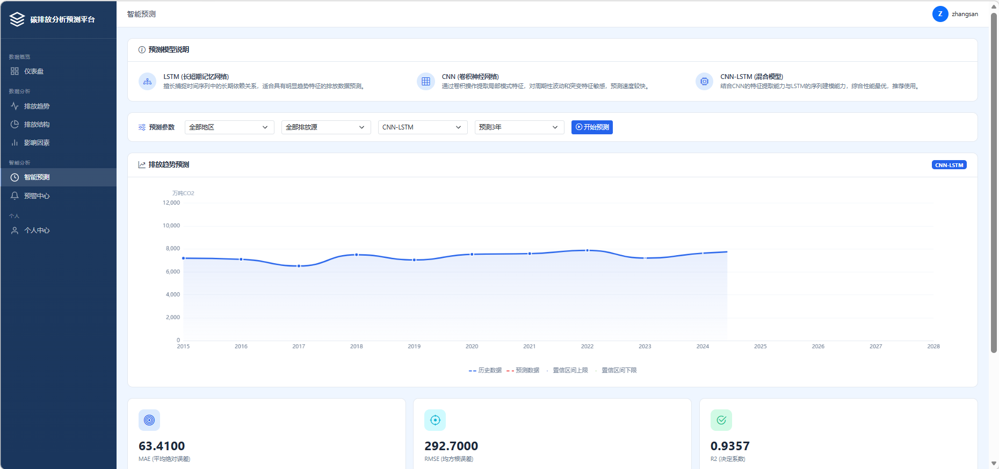 碳排放分析预测平台
智能预测
Z
zhangsan
数据概览
仪表盘
数据分析
排放趋势
排放结构
影响因素
智能分析
智能预测
预警中心
个人
个人中心
预测模型说明
LSTM (长短期记忆网络)
擅长捕捉时间序列中的长期依赖关系，适合具有明显趋势特征的排放数据预测。
CNN (卷积神经网络)
通过卷积操作提取局部模式特征，对周期性波动和突变特征敏感，预测速度较快。
CNN-LSTM (混合模型)
结合CNN的特征提取能力与LSTM的序列建模能力，综合性能最优，推荐使用。
预测参数
全部地区
全部排放源
CNN-LSTM
预测3年
开始预测
排放趋势预测
CNN-LSTM
万吨CO2
12,000
10,000
8,000
6,000
4,000
2,000
0
2015 2016 2017 2018 2019 2020 2021 2022 2023 2024 2025 2026 2027 2028
历史数据 预测数据 置信区间上限 置信区间下限
63.4100
MAE (平均绝对误差)
292.7000
RMSE (均方根误差)
0.9357
R2 (决定系数)